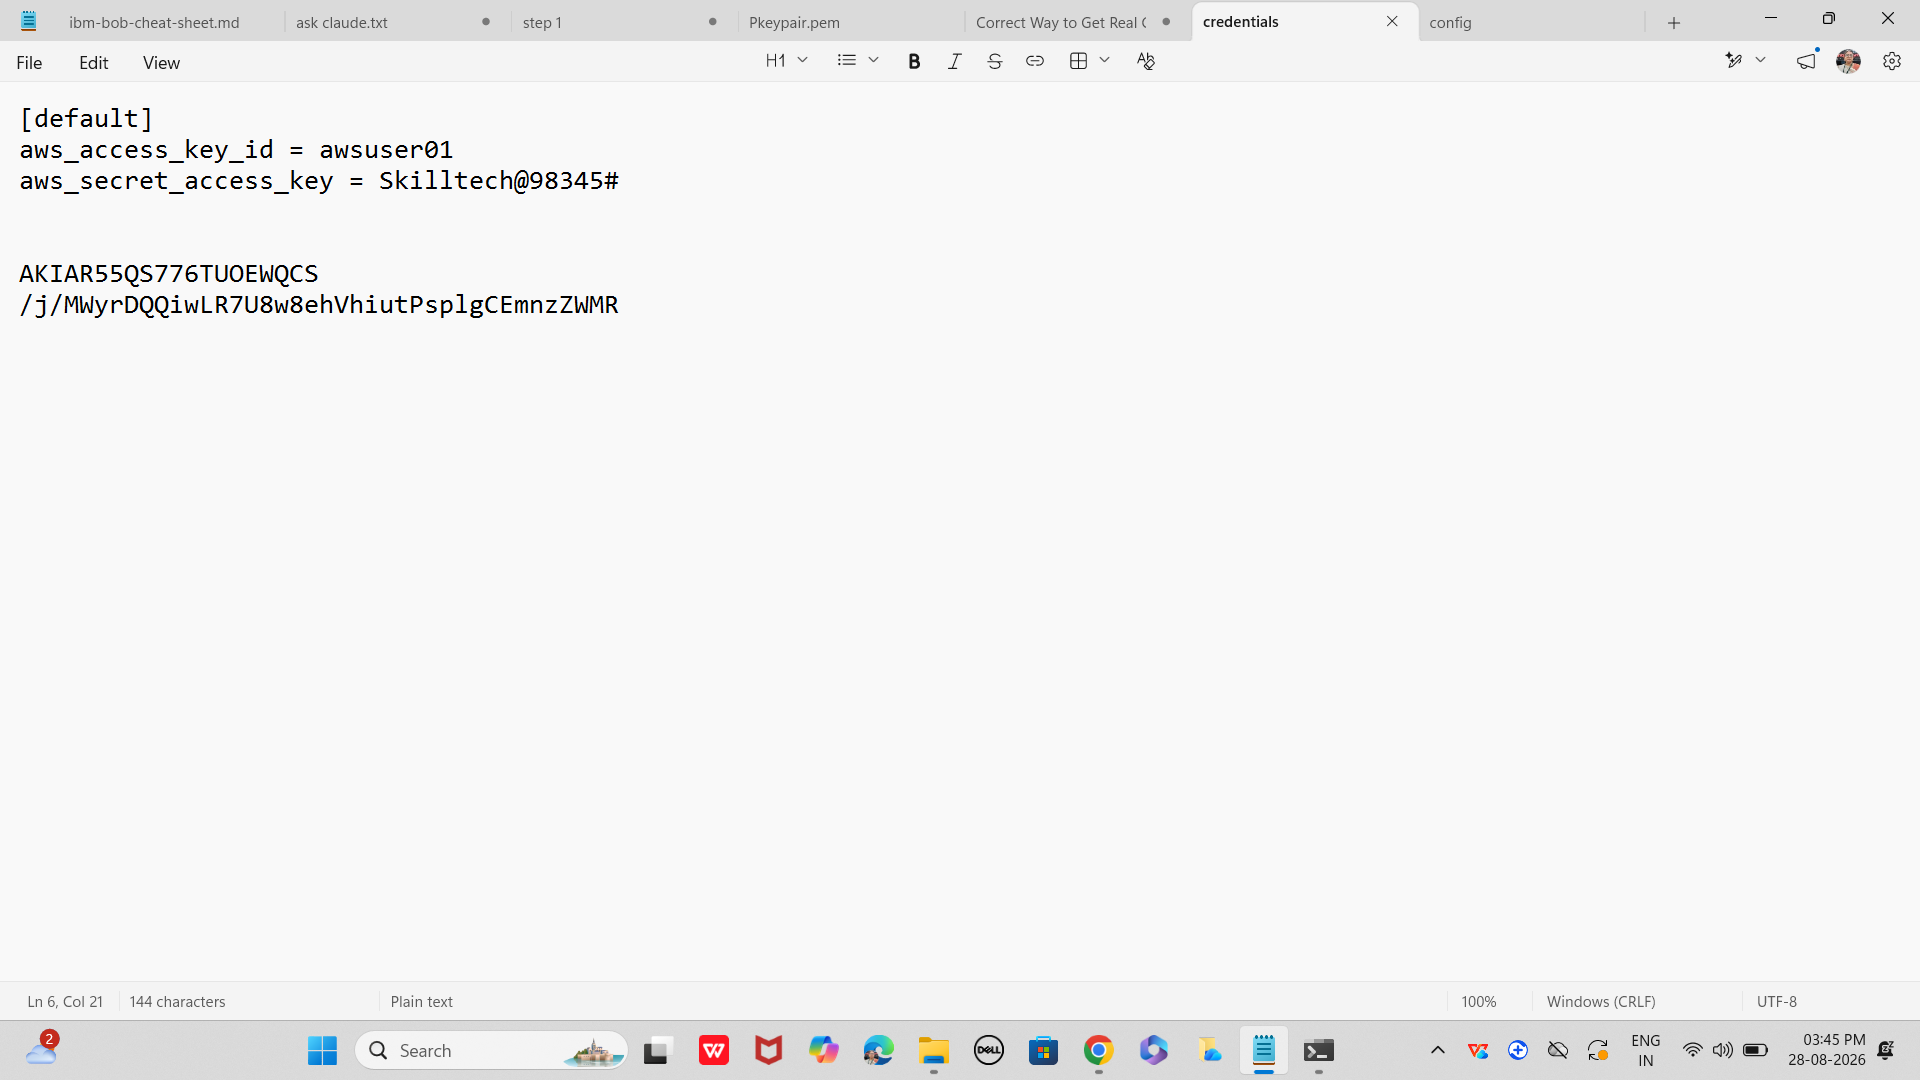 ibm-bob-cheat-sheet.md
ask claude.txt
step 1
Pkeypair.pem
Correct Way to Get Real
credentials
config
File
Edit
View
H1
[default]
aws_access_key_id = awsuser01
aws_secret_access_key = Skilltech@98345#
AKIAR55QS776TUOEWQCS
/j/MWyrDQQiwLR7U8w8ehVhiutPsplgCEmnzZWMR
Ln 6, Col 21
144 characters
Plain text
100%
Windows (CRLF)
UTF-8
2
Search
DELL
ENG
IN
03:45 PM
28-08-2026